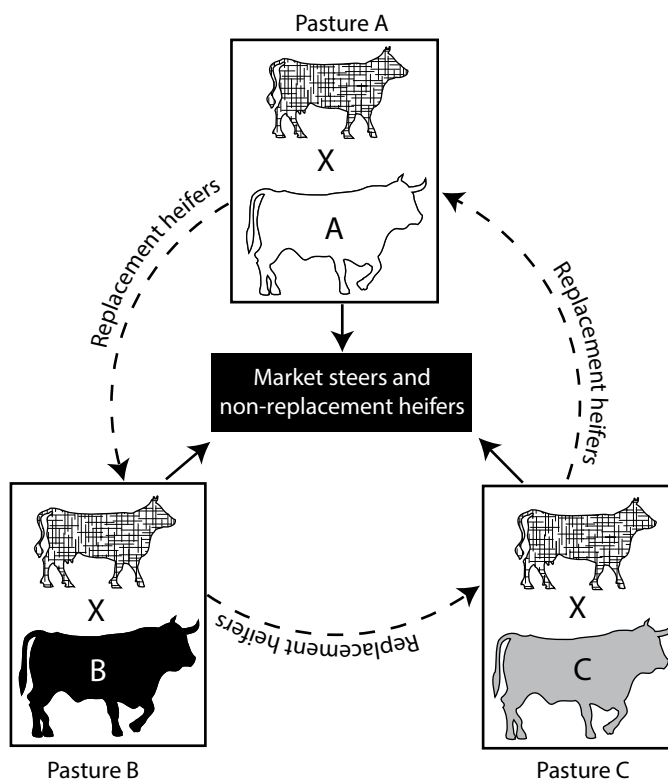 Pasture A
X
A
Replacement heifers
Replacement heifers
Market steers and
non-replacement heifers
X
B
Replacement heifers
X
C
Pasture B
Pasture C